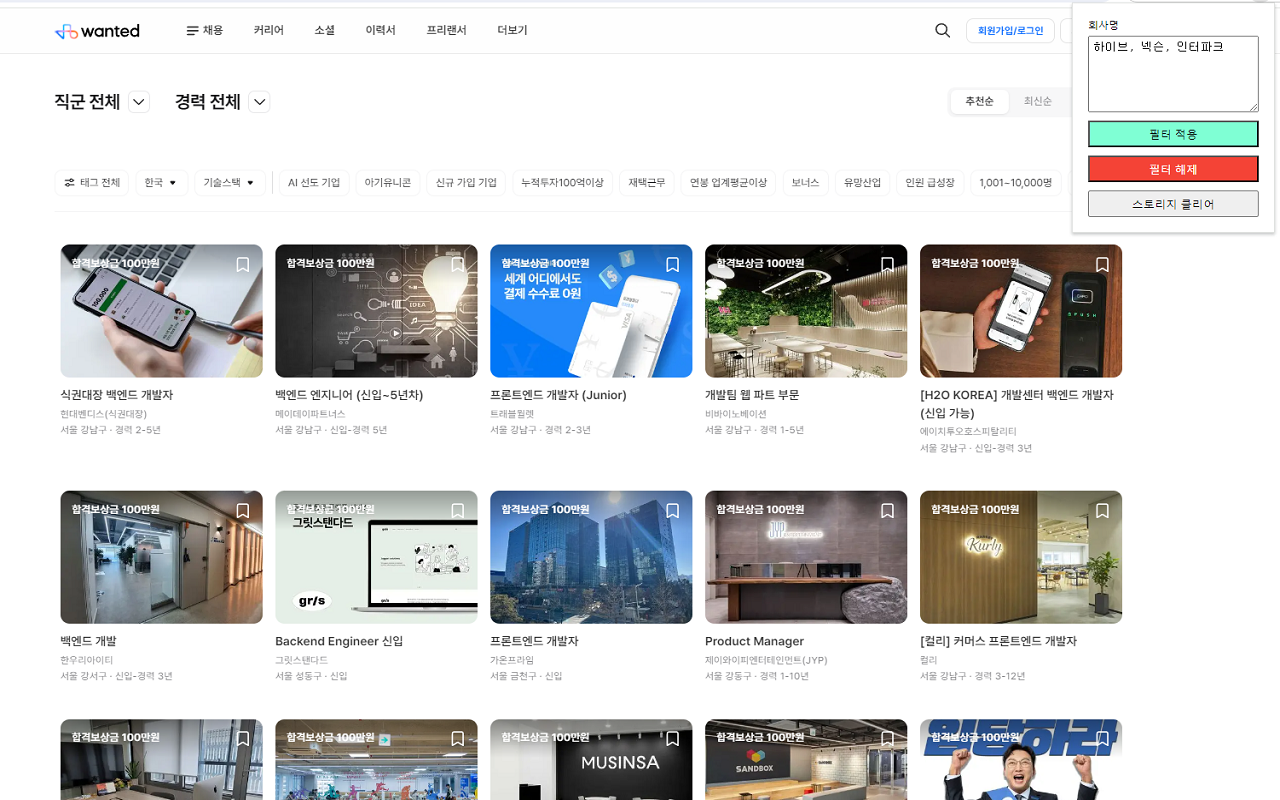 wanted
채용
커리어
소셜
이력서
프리랜서
더보기
회원가입/로그인
회사명
하이브, 넥슨, 인터파크
필터 적용
필터 해제
스토리지 클리어
직군 전체
경력 전체
추천순
최신순
태그 전체
한국
기술스택
AI 선도 기업
아기유니콘
신규 가입 기업
누적투자100억이상
재택근무
연봉 업계평균이상
보너스
유망산업
인원 급성장
1,001~10,000명
합격보상금 100만원
150,000
식권대장 백엔드 개발자
현대벤디스(식권대장)
서울 강남구 · 경력 2-5년
합격보상금 100만원
IDEA
백엔드 엔지니어 (신입~5년차)
메이데이파트너스
서울 강남구 · 신입-경력 5년
합격보상금 100만원
세계 어디에서도
결제 수수료 0원
VISA
프론트엔드 개발자 (Junior)
트래블월렛
서울 강남구 · 경력 2-3년
합격보상금 100만원
개발팀 웹 파트 부문
비바이노베이션
서울 강남구 · 경력 1-5년
합격보상금 100만원
[H2O KOREA] 개발센터 백엔드 개발자
(신입 가능)
에이치투오호스피탈리티
서울 강남구 · 신입-경력 3년
합격보상금 100만원
백엔드 개발
한우리아이티
서울 강서구 · 신입-경력 3년
합격보상금 100만원
그릿스탠다드
gr/s
Backend Engineer 신입
그릿스탠다드
서울 성동구 · 신입
합격보상금 100만원
프론트엔드 개발자
가온프라임
서울 금천구 · 신입
합격보상금 100만원
JYP
Product Manager
제이와이피엔터테인먼트(JYP)
서울 강동구 · 경력 1-10년
합격보상금 100만원
Kurly
[컬리] 커머스 프론트엔드 개발자
컬리
서울 강남구 · 경력 3-12년
합격보상금 100만원
합격보상금 100만원
합격보상금 100만원
MUSINSA
합격보상금 100만원
SANDBOX
합격보상금 100만원